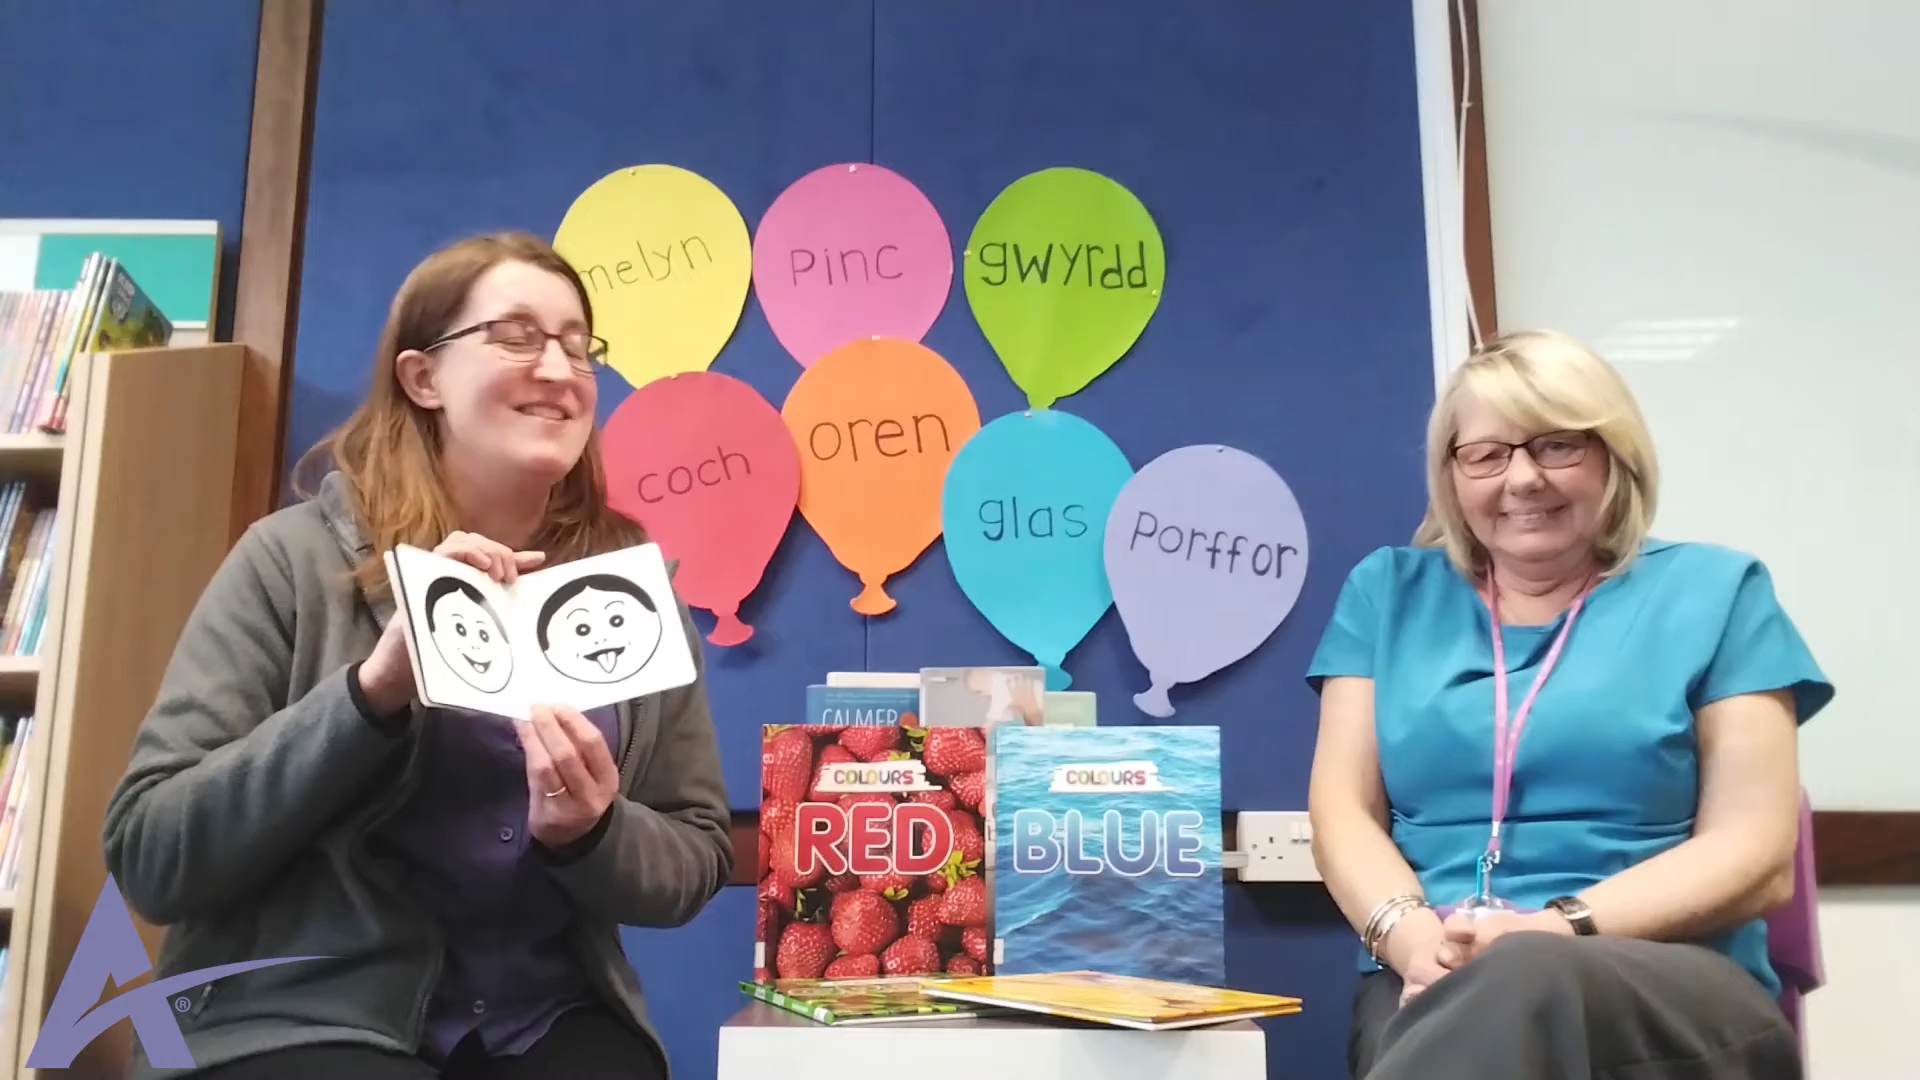 melyn
pinc
gwyrdd
coch
oren
glas
porffor
CALMER
COLOURS
RED
COLOURS
BLUE
A®